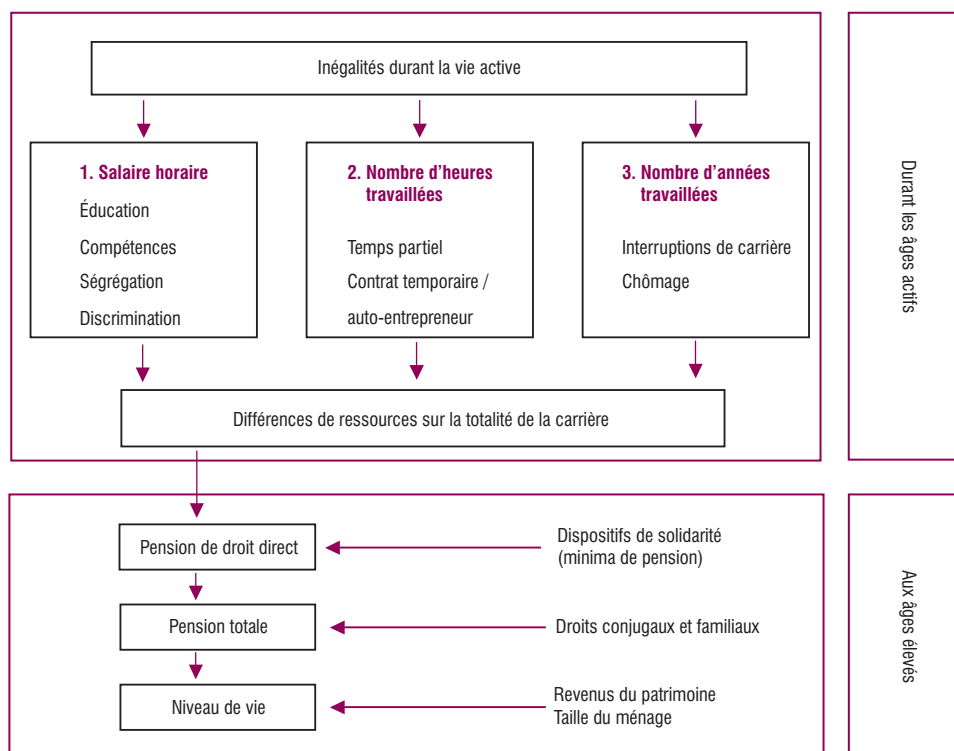 Inégalités durant la vie active
1. Salaire horaire
Éducation
Compétences
Ségrégation
Discrimination
2. Nombre d’heures
travaillées
Temps partiel
Contrat temporaire /
auto-entrepreneur
3. Nombre d’années
travaillées
Interruptions de carrière
Chômage
Différences de ressources sur la totalité de la carrière
Durant les âges actifs
Pension de droit direct
Dispositifs de solidarité
(minima de pension)
Pension totale
Droits conjugaux et familiaux
Niveau de vie
Revenus du patrimoine
Taille du ménage
Aux âges élevés